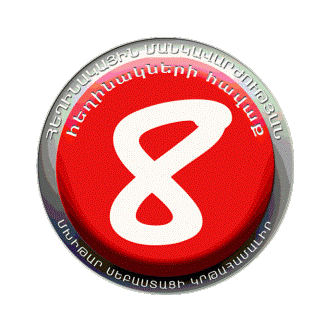 ՀԵՂԻՆԱԿԱՅԻՆ ՄԱՆԿԱՎԱՐԺՈՒԹՅԱՆ
հեղինակների հավաք
8
ՄԽԻԹԱՐ ՍԵԲԱՍՏԱՑԻ ԿՐԹԱՀԱՄԱԼԻՐ